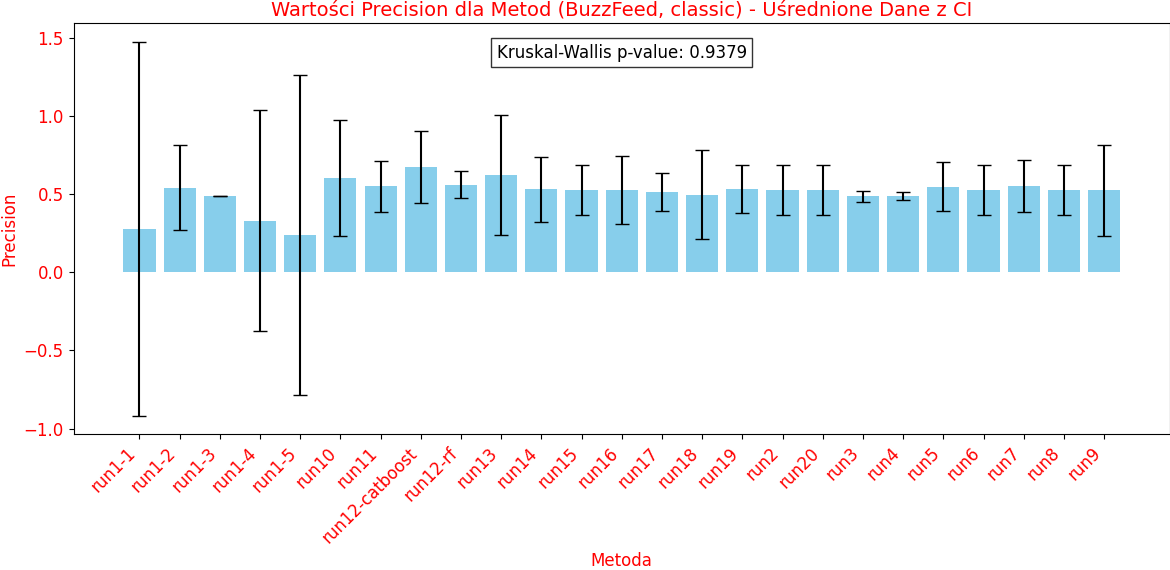 Wartości Precision dla Metod (BuzzFeed, classic) - Uśrednione Dane z CI
Kruskal-Wallis p-value: 0.9379
Precision
1.5
1.0
0.5
0.0
−0.5
−1.0
run1-1
run1-2
run1-3
run1-4
run1-5
run10
run11
run12-catboost
run12-rf
run13
run14
run15
run16
run17
run18
run19
run2
run20
run3
run4
run5
run6
run7
run8
run9
Metoda